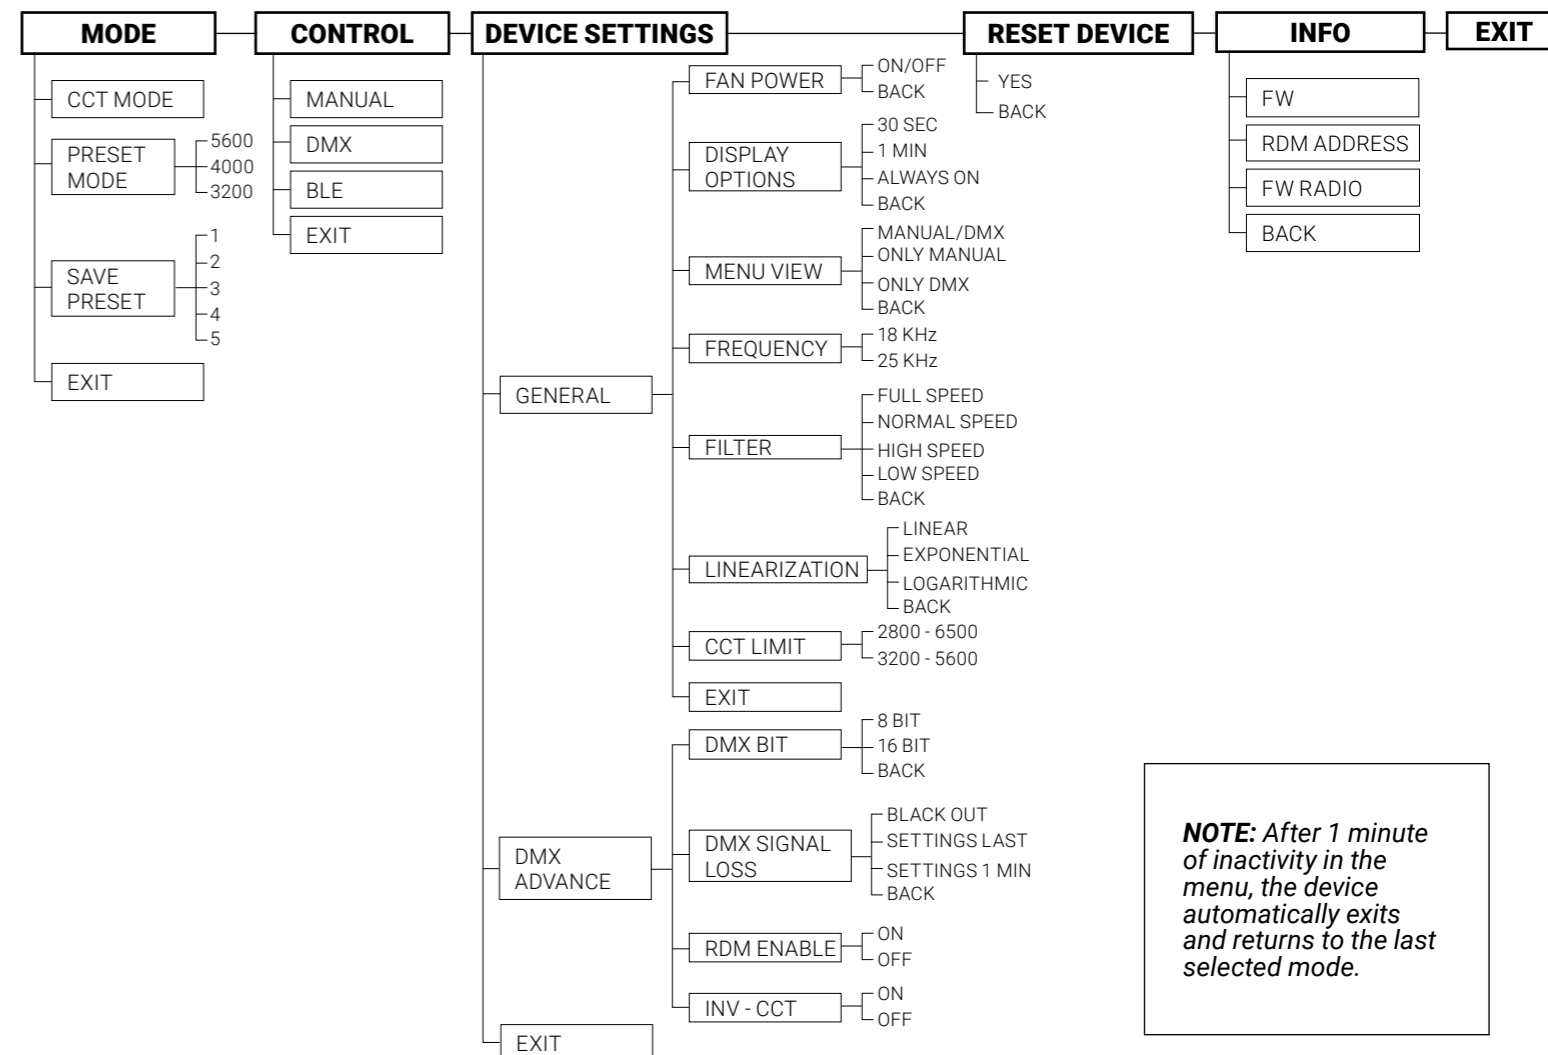 MODE
CONTROL
DEVICE SETTINGS
RESET DEVICE
INFO
EXIT
CCT MODE
PRESET
MODE
5600
4000
3200
SAVE
PRESET
1
2
3
4
5
EXIT
MANUAL
DMX
BLE
EXIT
GENERAL
FAN POWER
ON/OFF
BACK
DISPLAY
OPTIONS
30 SEC
1 MIN
ALWAYS ON
BACK
MENU VIEW
MANUAL/DMX
ONLY MANUAL
ONLY DMX
BACK
FREQUENCY
18 KHz
25 KHz
FILTER
FULL SPEED
NORMAL SPEED
HIGH SPEED
LOW SPEED
BACK
LINEARIZATION
LINEAR
EXPONENTIAL
LOGARITHMIC
BACK
CCT LIMIT
2800 - 6500
3200 - 5600
EXIT
DMX
ADVANCE
DMX BIT
8 BIT
16 BIT
BACK
DMX SIGNAL
LOSS
BLACK OUT
SETTINGS LAST
SETTINGS 1 MIN
BACK
RDM ENABLE
ON
OFF
INV - CCT
ON
OFF
EXIT
YES
BACK
FW
RDM ADDRESS
FW RADIO
BACK
NOTE: After 1 minute
of inactivity in the
menu, the device
automatically exits
and returns to the last
selected mode.